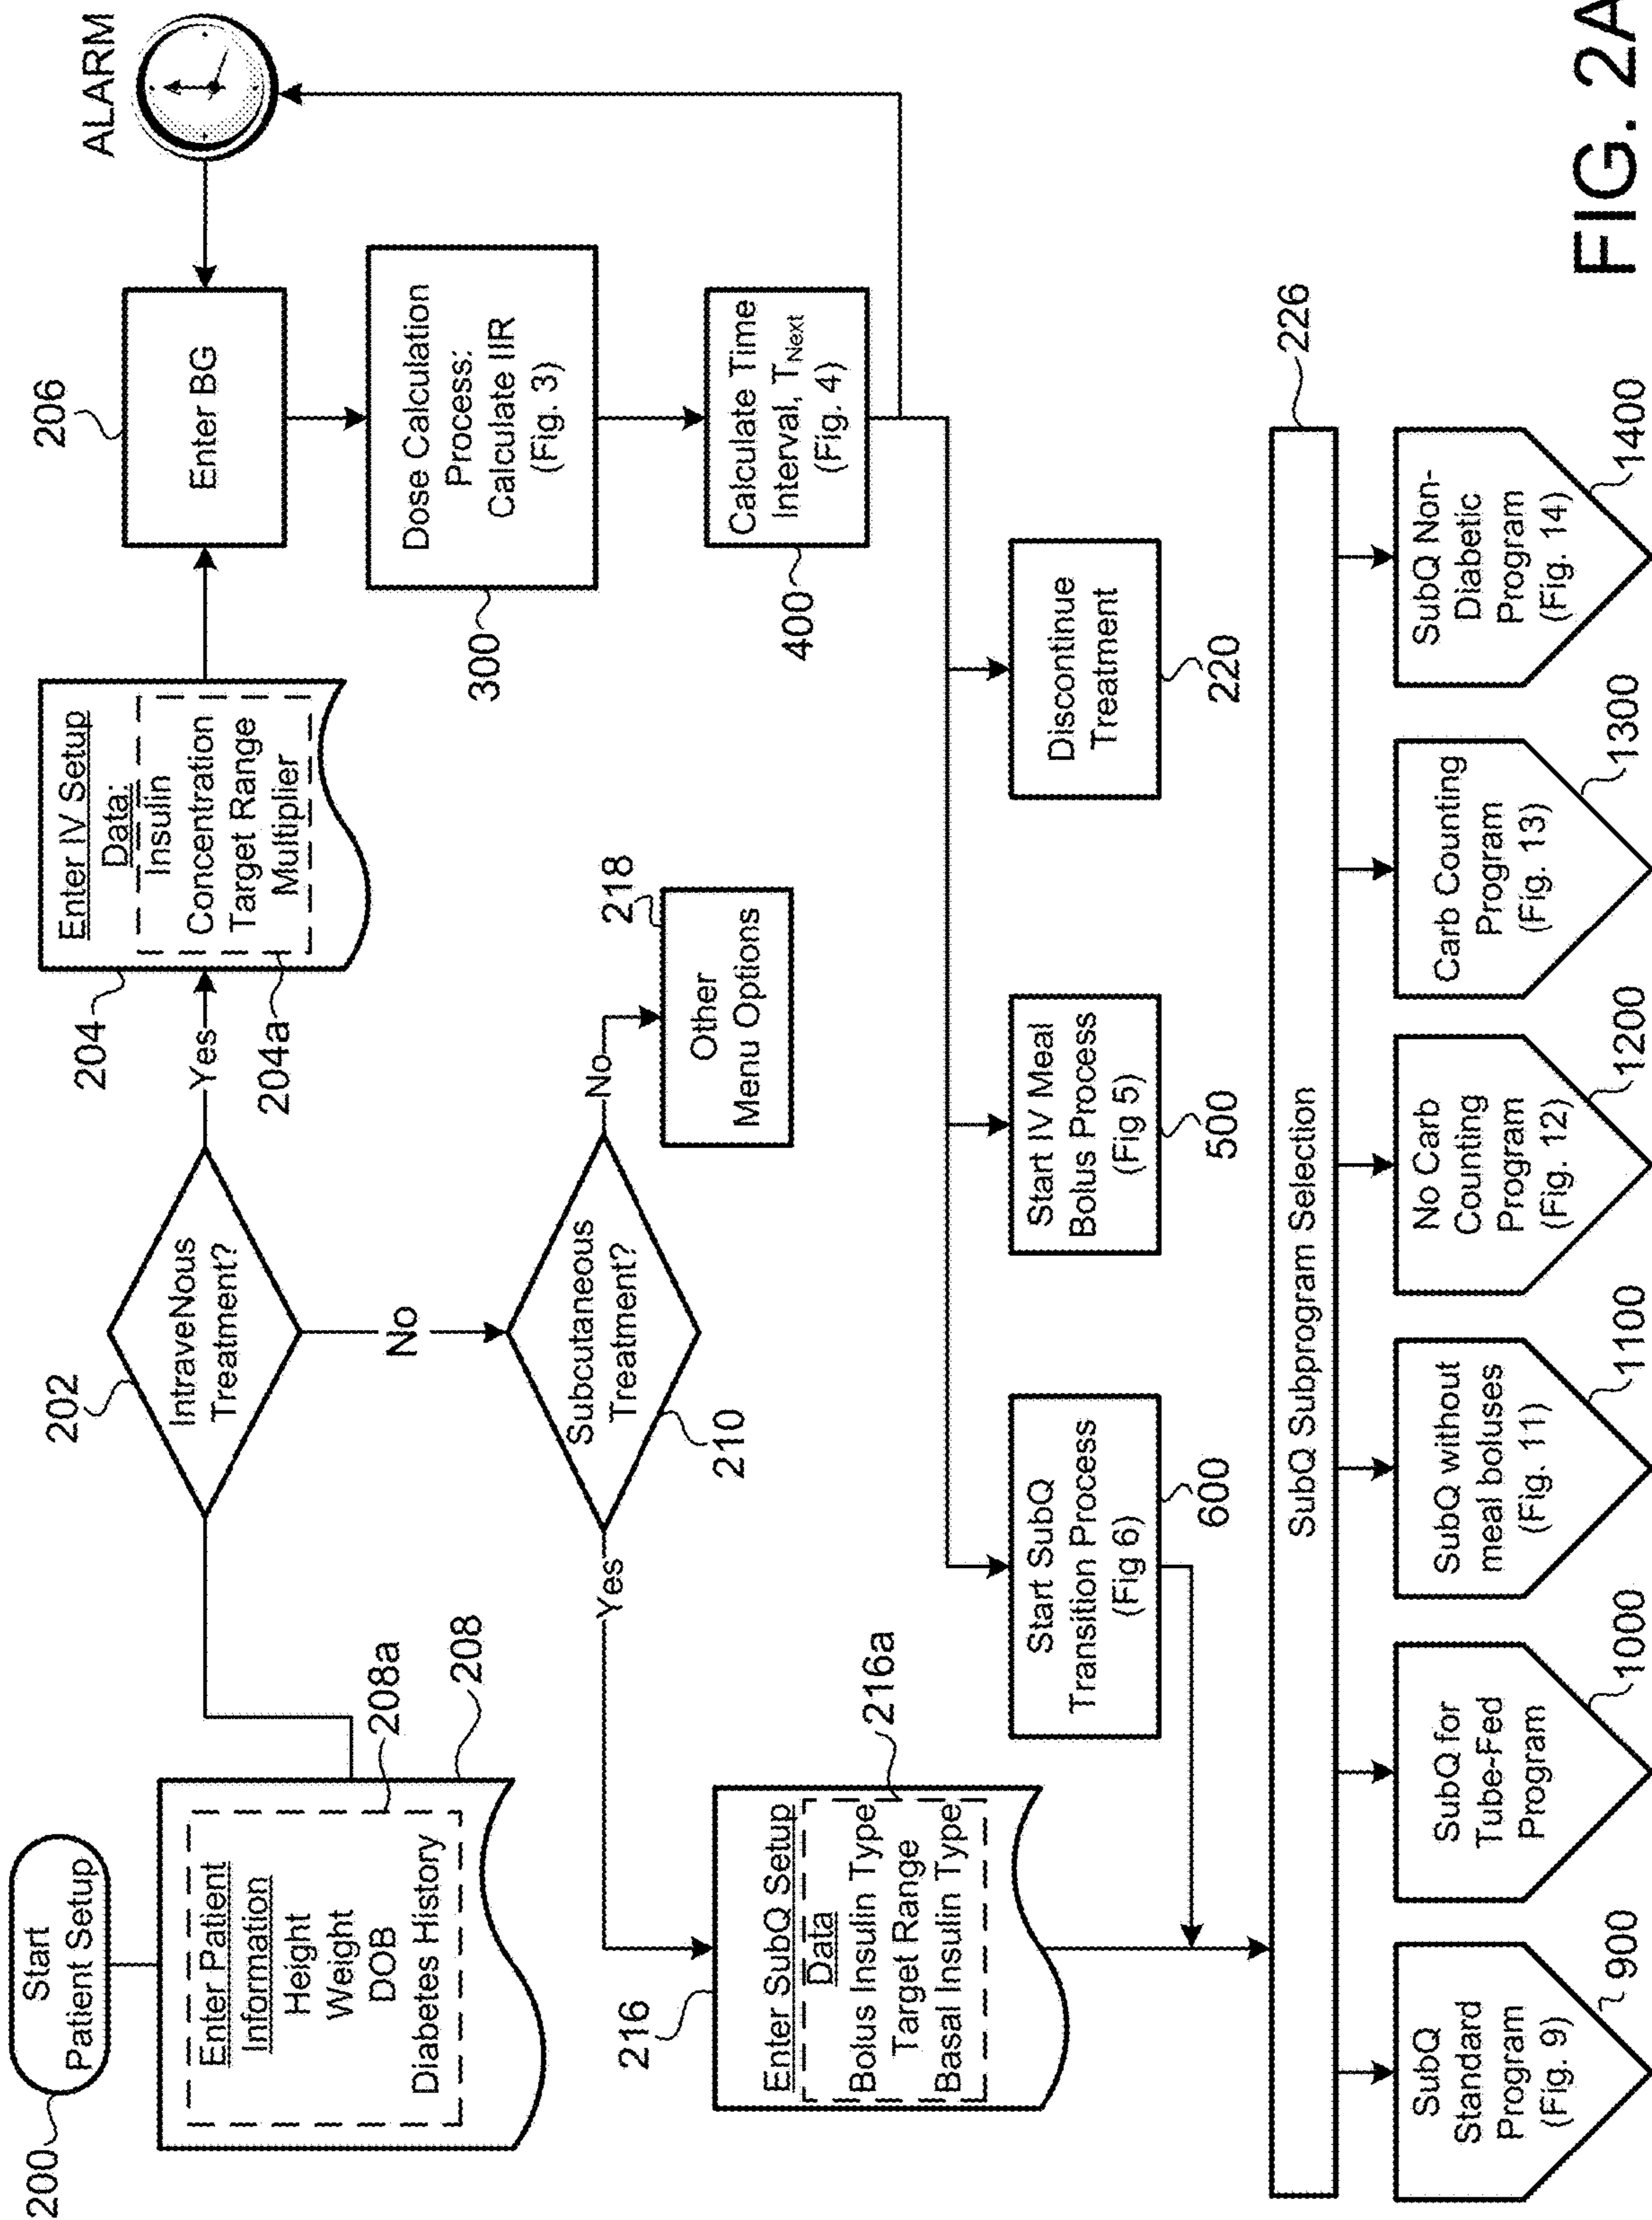 200
Start
Patient Setup
Enter Patient
Information
Height
Weight
DOB
Diabetes History
208a
208
202
IntraveNous
Treatment?
Yes
No
204
Enter IV Setup
Data:
Insulin
Concentration
Target Range
Multiplier
204a
206
Enter BG
ALARM
300
Dose Calculation
Process:
Calculate IIR
(Fig. 3)
400
Calculate Time
Interval, TNext
(Fig. 4)
Subcutaneous
Treatment?
210
Yes
No
218
Other
Menu Options
216
Enter SubQ Setup
Data
Bolus Insulin Type
Target Range
Basal Insulin Type
216a
Start SubQ
Transition Process
(Fig 6)
600
Start IV Meal
Bolus Process
(Fig 5)
500
Discontinue
Treatment
220
SubQ Subprogram Selection
226
SubQ
Standard
Program
(Fig. 9)
900
SubQ for
Tube-Fed
Program
1000
SubQ without
meal boluses
(Fig. 11)
1100
No Carb
Counting
Program
(Fig. 12)
1200
Carb Counting
Program
(Fig. 13)
1300
SubQ Non-
Diabetic
Program
(Fig. 14)
1400
FIG. 2A